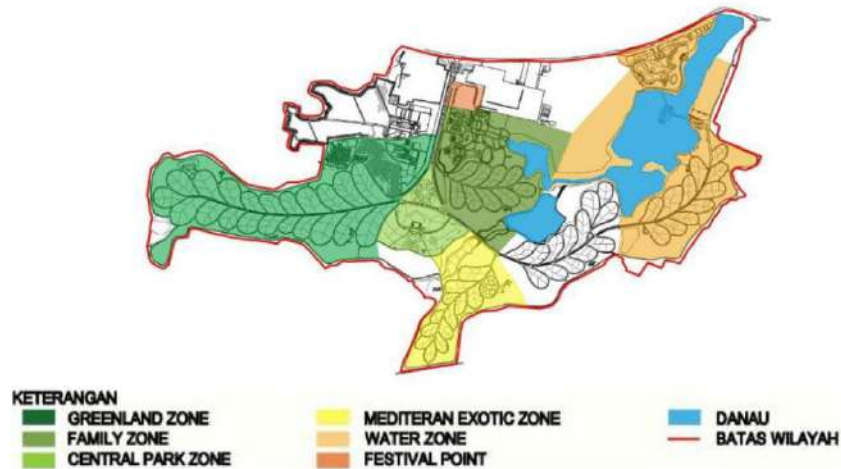 KETERANGAN
GREENLAND ZONE
FAMILY ZONE
CENTRAL PARK ZONE
MEDITERAN EXOTIC ZONE
WATER ZONE
FESTIVAL POINT
DANAU
BATAS WILAYAH